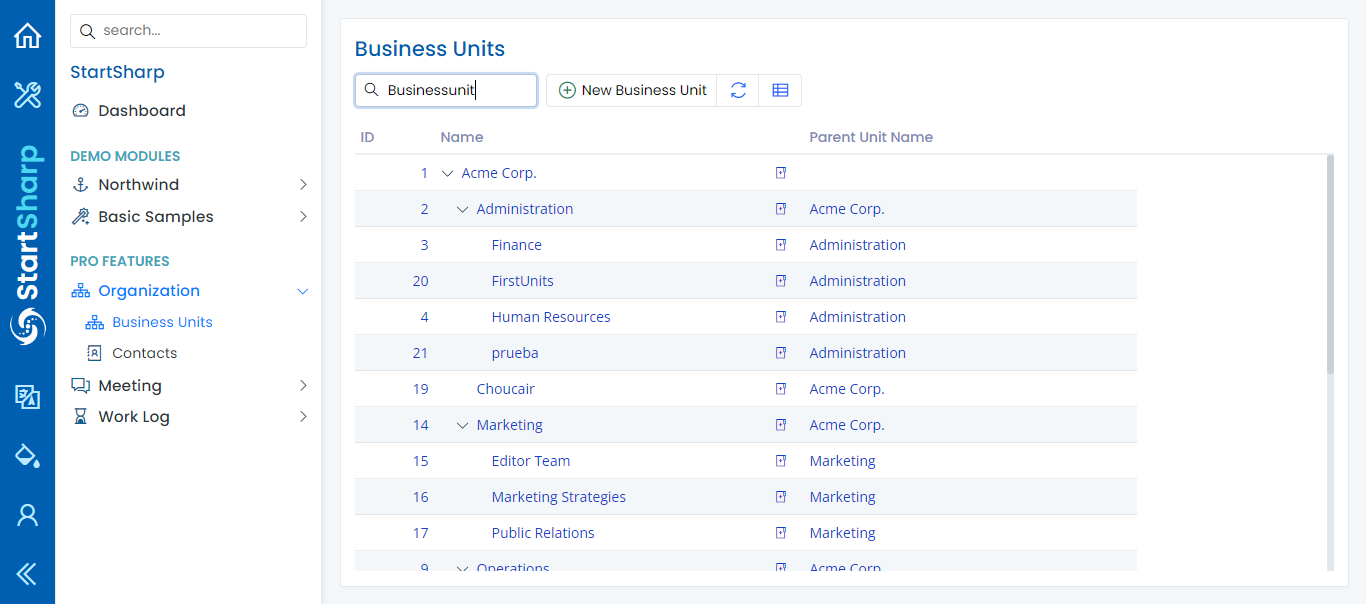 StartSharp
search...
StartSharp
Dashboard
DEMO MODULES
Northwind
Basic Samples
PRO FEATURES
Organization
Business Units
Contacts
Meeting
Work Log
Business Units
Businessunit New Business Unit
ID Name Parent Unit Name
1 Acme Corp.
2 Administration Acme Corp.
3 Finance Administration
20 FirstUnits Administration
4 Human Resources Administration
21 prueba Administration
19 Choucair Acme Corp.
14 Marketing Acme Corp.
15 Editor Team Marketing
16 Marketing Strategies Marketing
17 Public Relations Marketing
9 Operations Acme Corp.